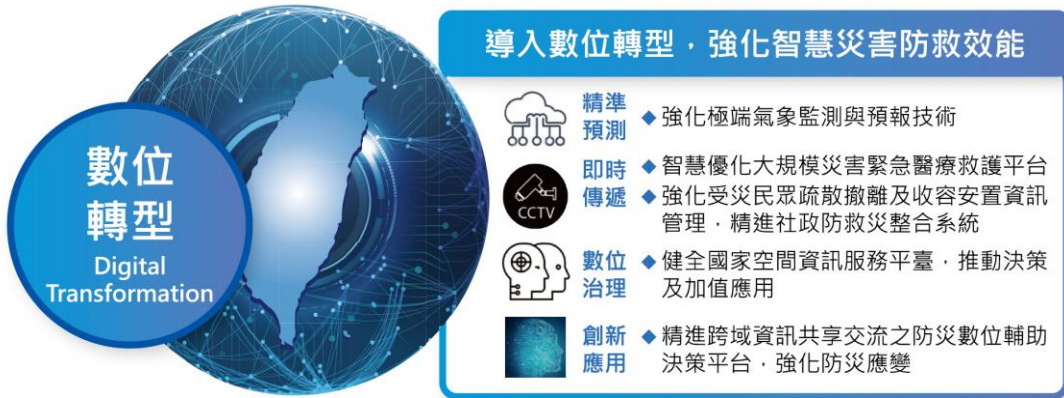 數位
轉型
Digital
Transformation
導入數位轉型，強化智慧災害防救效能
精準
預測
◆強化極端氣象監測與預報技術
CCTV
即時
傳遞
◆智慧優化大規模災害緊急醫療救護平台
◆強化受災民眾疏散撤離及收容安置資訊
管理，精進社政防救災整合系統
數位
治理
◆健全國家空間資訊服務平臺，推動決策
及加值應用
創新
應用
◆精進跨域資訊共享交流之防災數位輔助
決策平台，強化防災應變